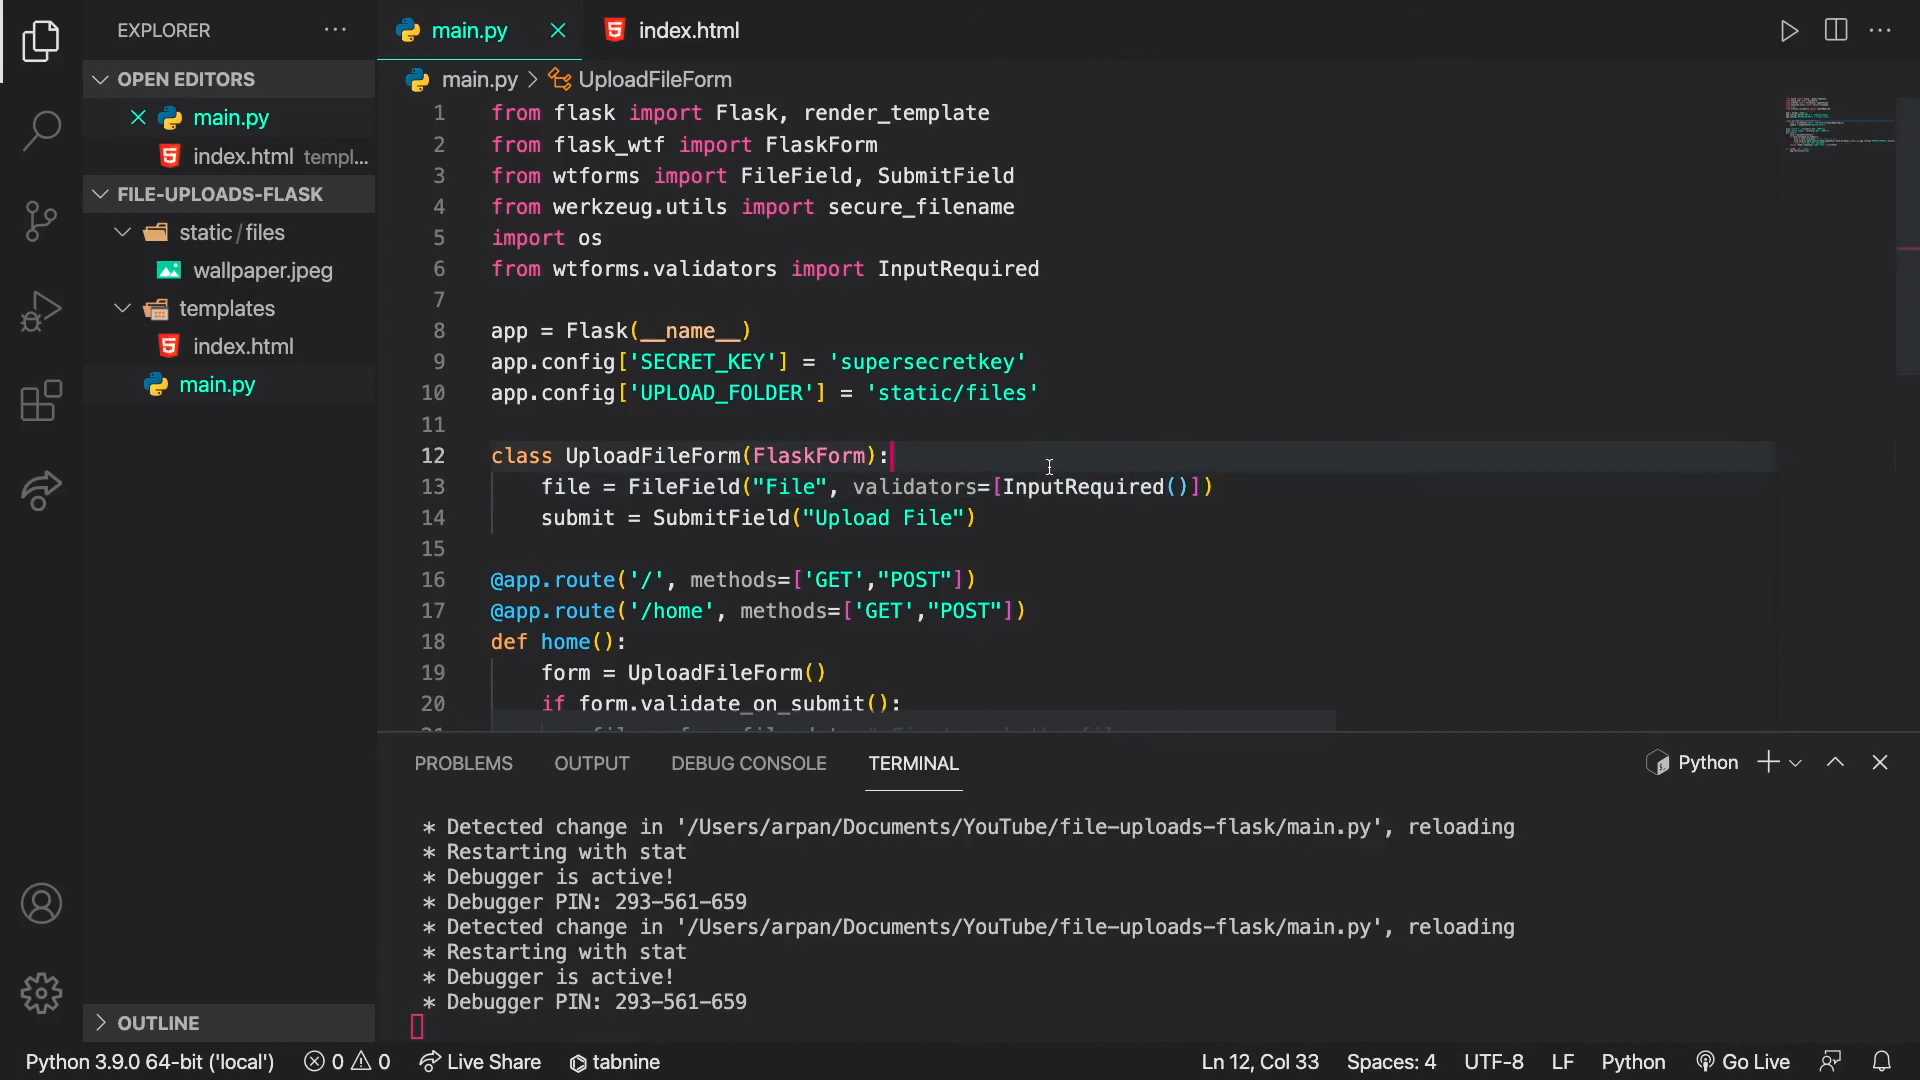 EXPLORER
OPEN EDITORS
main.py
index.html templ...
FILE-UPLOADS-FLASK
static/files
wallpaper.jpeg
templates
index.html
main.py
OUTLINE
main.py
index.html
main.py > UploadFileForm
1 from flask import Flask, render_template
2 from flask_wtf import FlaskForm
3 from wtforms import FileField, SubmitField
4 from werkzeug.utils import secure_filename
5 import os
6 from wtforms.validators import InputRequired
7
8 app = Flask(__name__)
9 app.config['SECRET_KEY'] = 'supersecretkey'
10 app.config['UPLOAD_FOLDER'] = 'static/files'
11
12 class UploadFileForm(FlaskForm):
13     file = FileField("File", validators=[InputRequired()])
14     submit = SubmitField("Upload File")
15
16 @app.route('/', methods=['GET',"POST"])
17 @app.route('/home', methods=['GET',"POST"])
18 def home():
19     form = UploadFileForm()
20     if form.validate_on_submit():
PROBLEMS OUTPUT DEBUG CONSOLE TERMINAL
Python
* Detected change in '/Users/arpan/Documents/YouTube/file-uploads-flask/main.py', reloading
* Restarting with stat
* Debugger is active!
* Debugger PIN: 293-561-659
* Detected change in '/Users/arpan/Documents/YouTube/file-uploads-flask/main.py', reloading
* Restarting with stat
* Debugger is active!
* Debugger PIN: 293-561-659
Python 3.9.0 64-bit ('local') 0 0 Live Share tabnine Ln 12, Col 33 Spaces: 4 UTF-8 LF Python Go Live